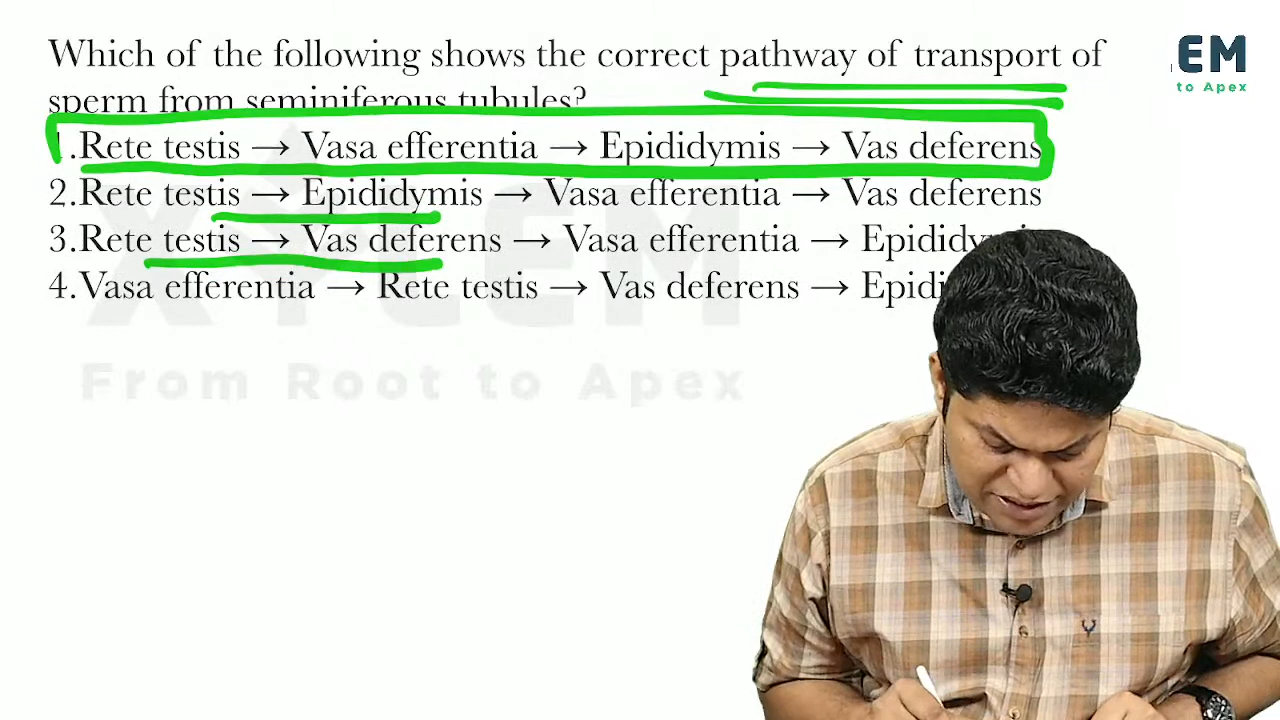 Which of the following shows the correct pathway of transport of
sperm from seminiferous tubules?
1.Rete testis → Vasa efferentia → Epididymis → Vas deferens
2.Rete testis → Epididymis → Vasa efferentia → Vas deferens
3.Rete testis → Vas deferens → Vasa efferentia →
4.Vasa efferentia → Rete testis → Vas deferens →
From Root to Apex
EM
to Apex